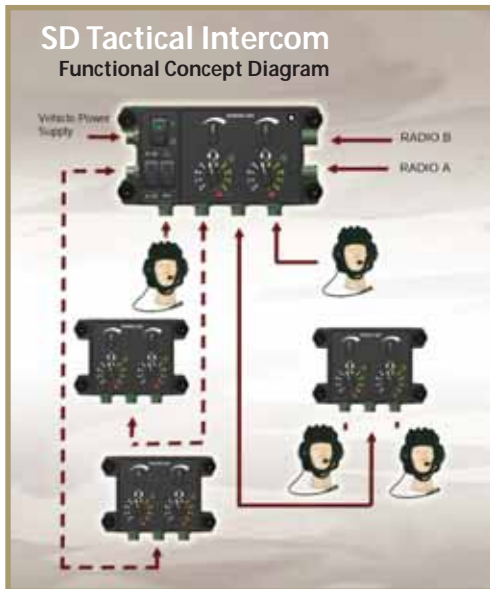 SD Tactical Intercom
Functional Concept Diagram
Vehicle Power
Supply
RADIO B
RADIO A